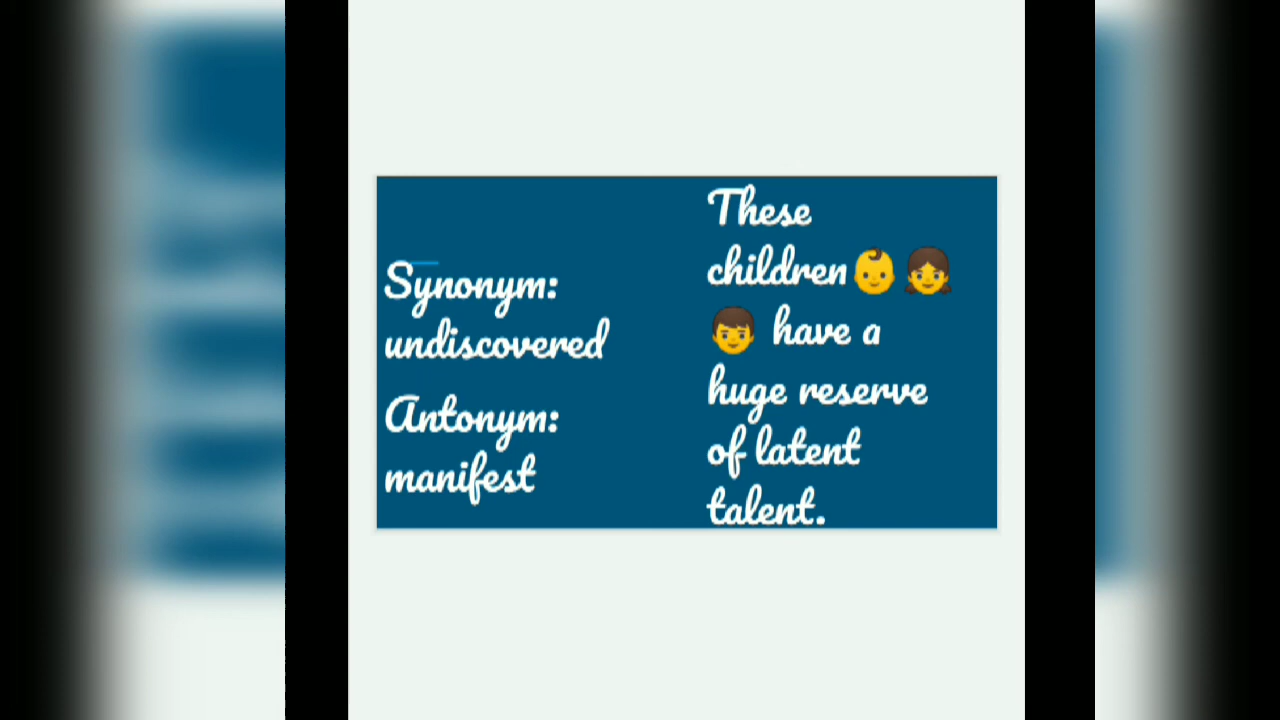 Synonym:
undiscovered
Antonym:
manifest
These
children👶👧
👦 have a
huge reserve
of latent
talent.